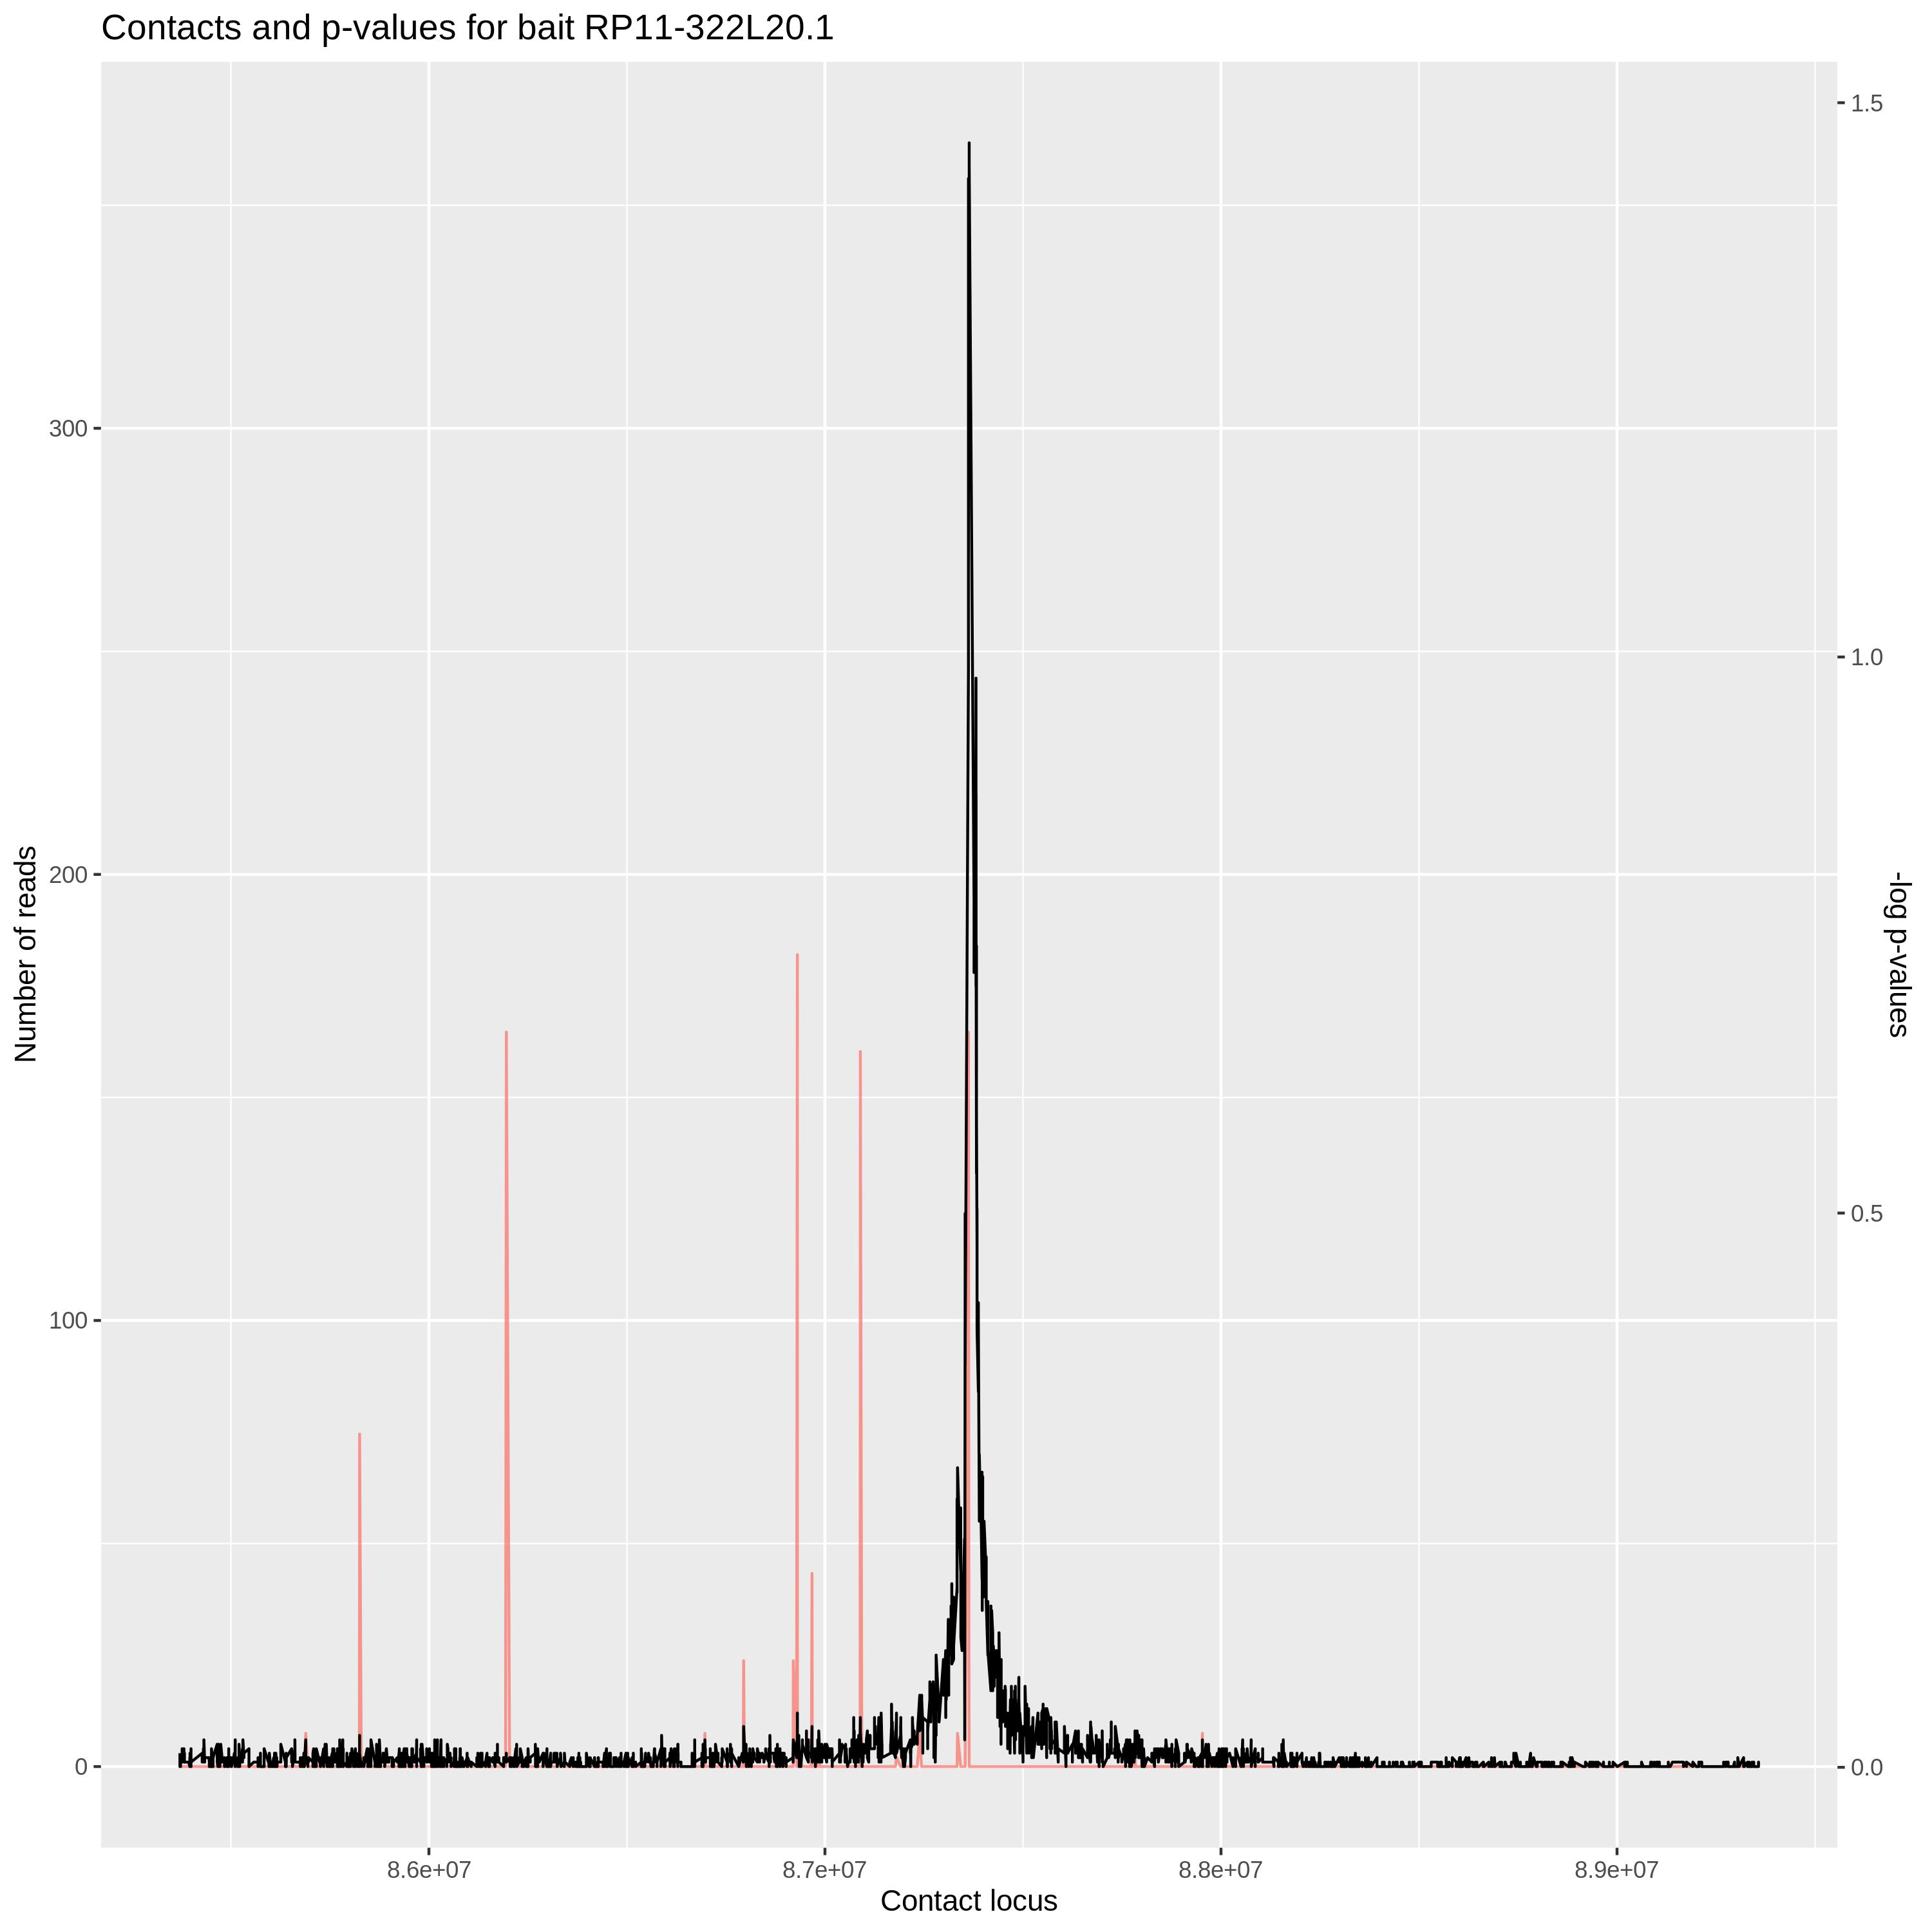 Contacts and p-values for bait RP11-322L20.1
1.5
300
1.0
200
Number of reads
-log p-values
0.5
100
0
0.0
8.6e+07
8.7e+07
8.8e+07
8.9e+07
Contact locus